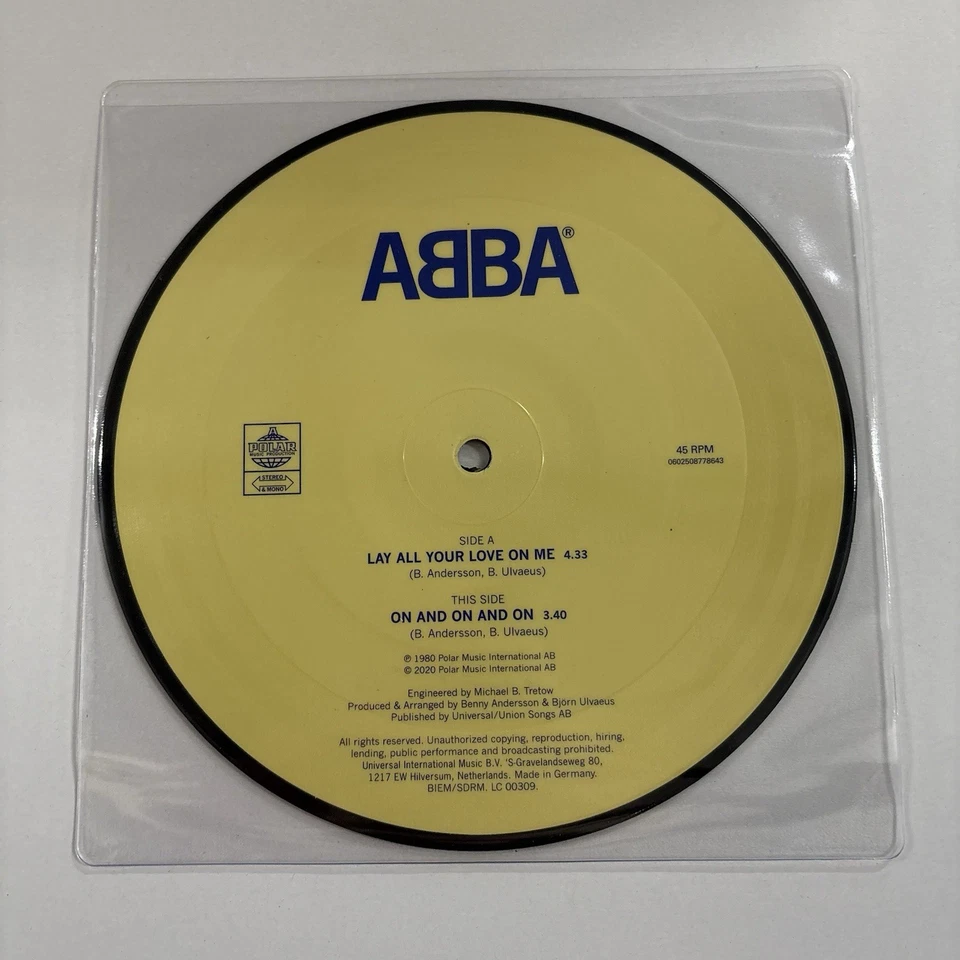 ABBA®
POLAR
MUSIC PRODUCTION
STEREO
& MONO
45 RPM
0602508778643
SIDE A
LAY ALL YOUR LOVE ON ME 4.33
(B. Andersson, B. Ulvaeus)
THIS SIDE
ON AND ON AND ON 3.40
(B. Andersson, B. Ulvaeus)
℗ 1980 Polar Music International AB
© 2020 Polar Music International AB
Engineered by Michael B. Tretow
Produced & Arranged by Benny Andersson & Björn Ulvaeus
Published by Universal/Union Songs AB
All rights reserved. Unauthorized copying, reproduction, hiring,
lending, public performance and broadcasting prohibited.
Universal International Music B.V. 'S-Gravelandseweg 80,
1217 EW Hilversum, Netherlands. Made in Germany.
BIEM/SDRM. LC 00309.